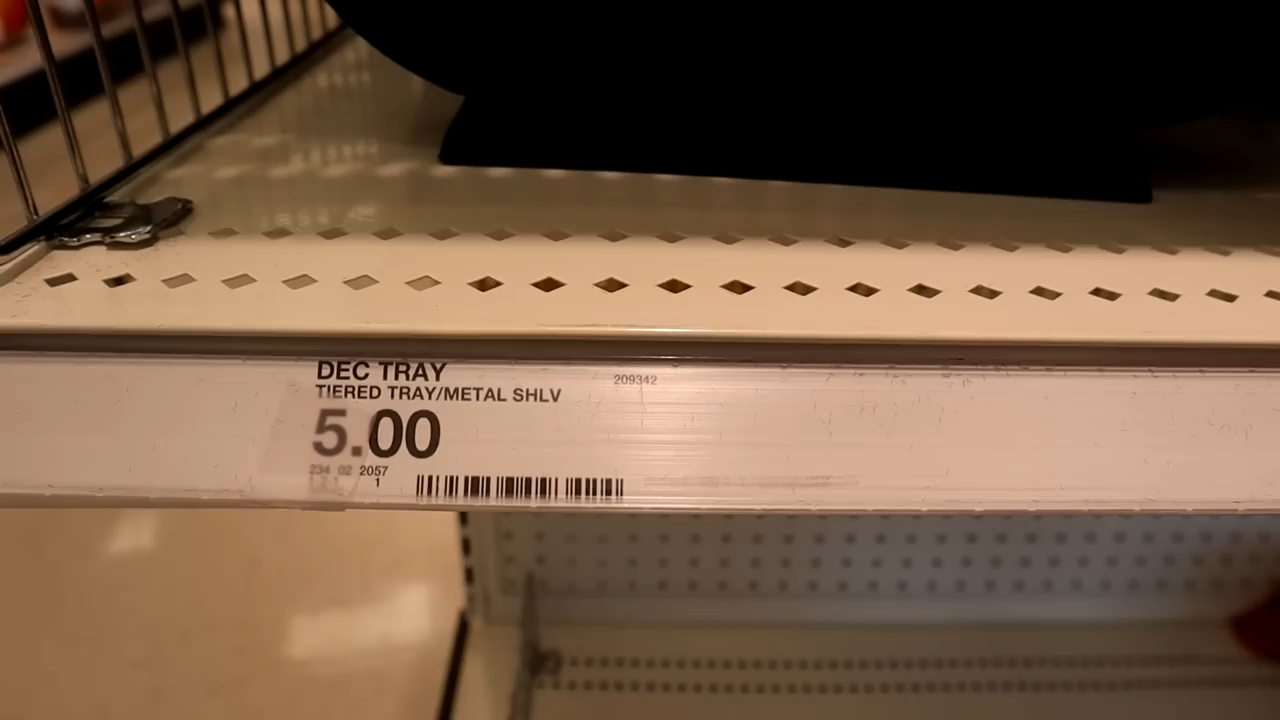 DEC TRAY
209342
TIERED TRAY/METAL SHLV
5.00
234 02 2057
1